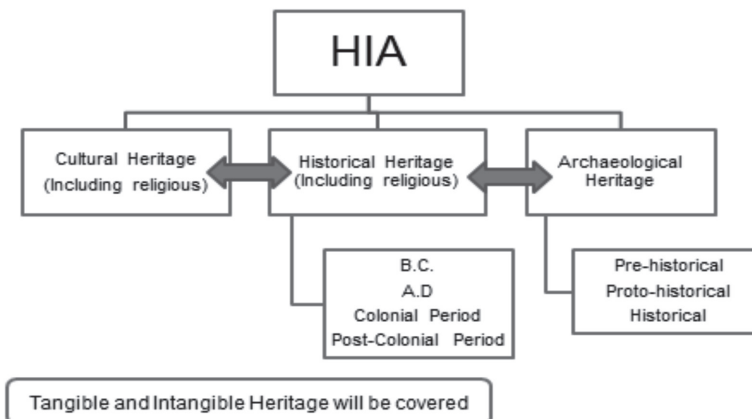 HIA
Cultural Heritage
(Including religious)
Historical Heritage
(Including religious)
Archaeological
Heritage
B.C.
A.D
Colonial Period
Post-Colonial Period
Pre-historical
Proto-historical
Historical
Tangible and Intangible Heritage will be covered